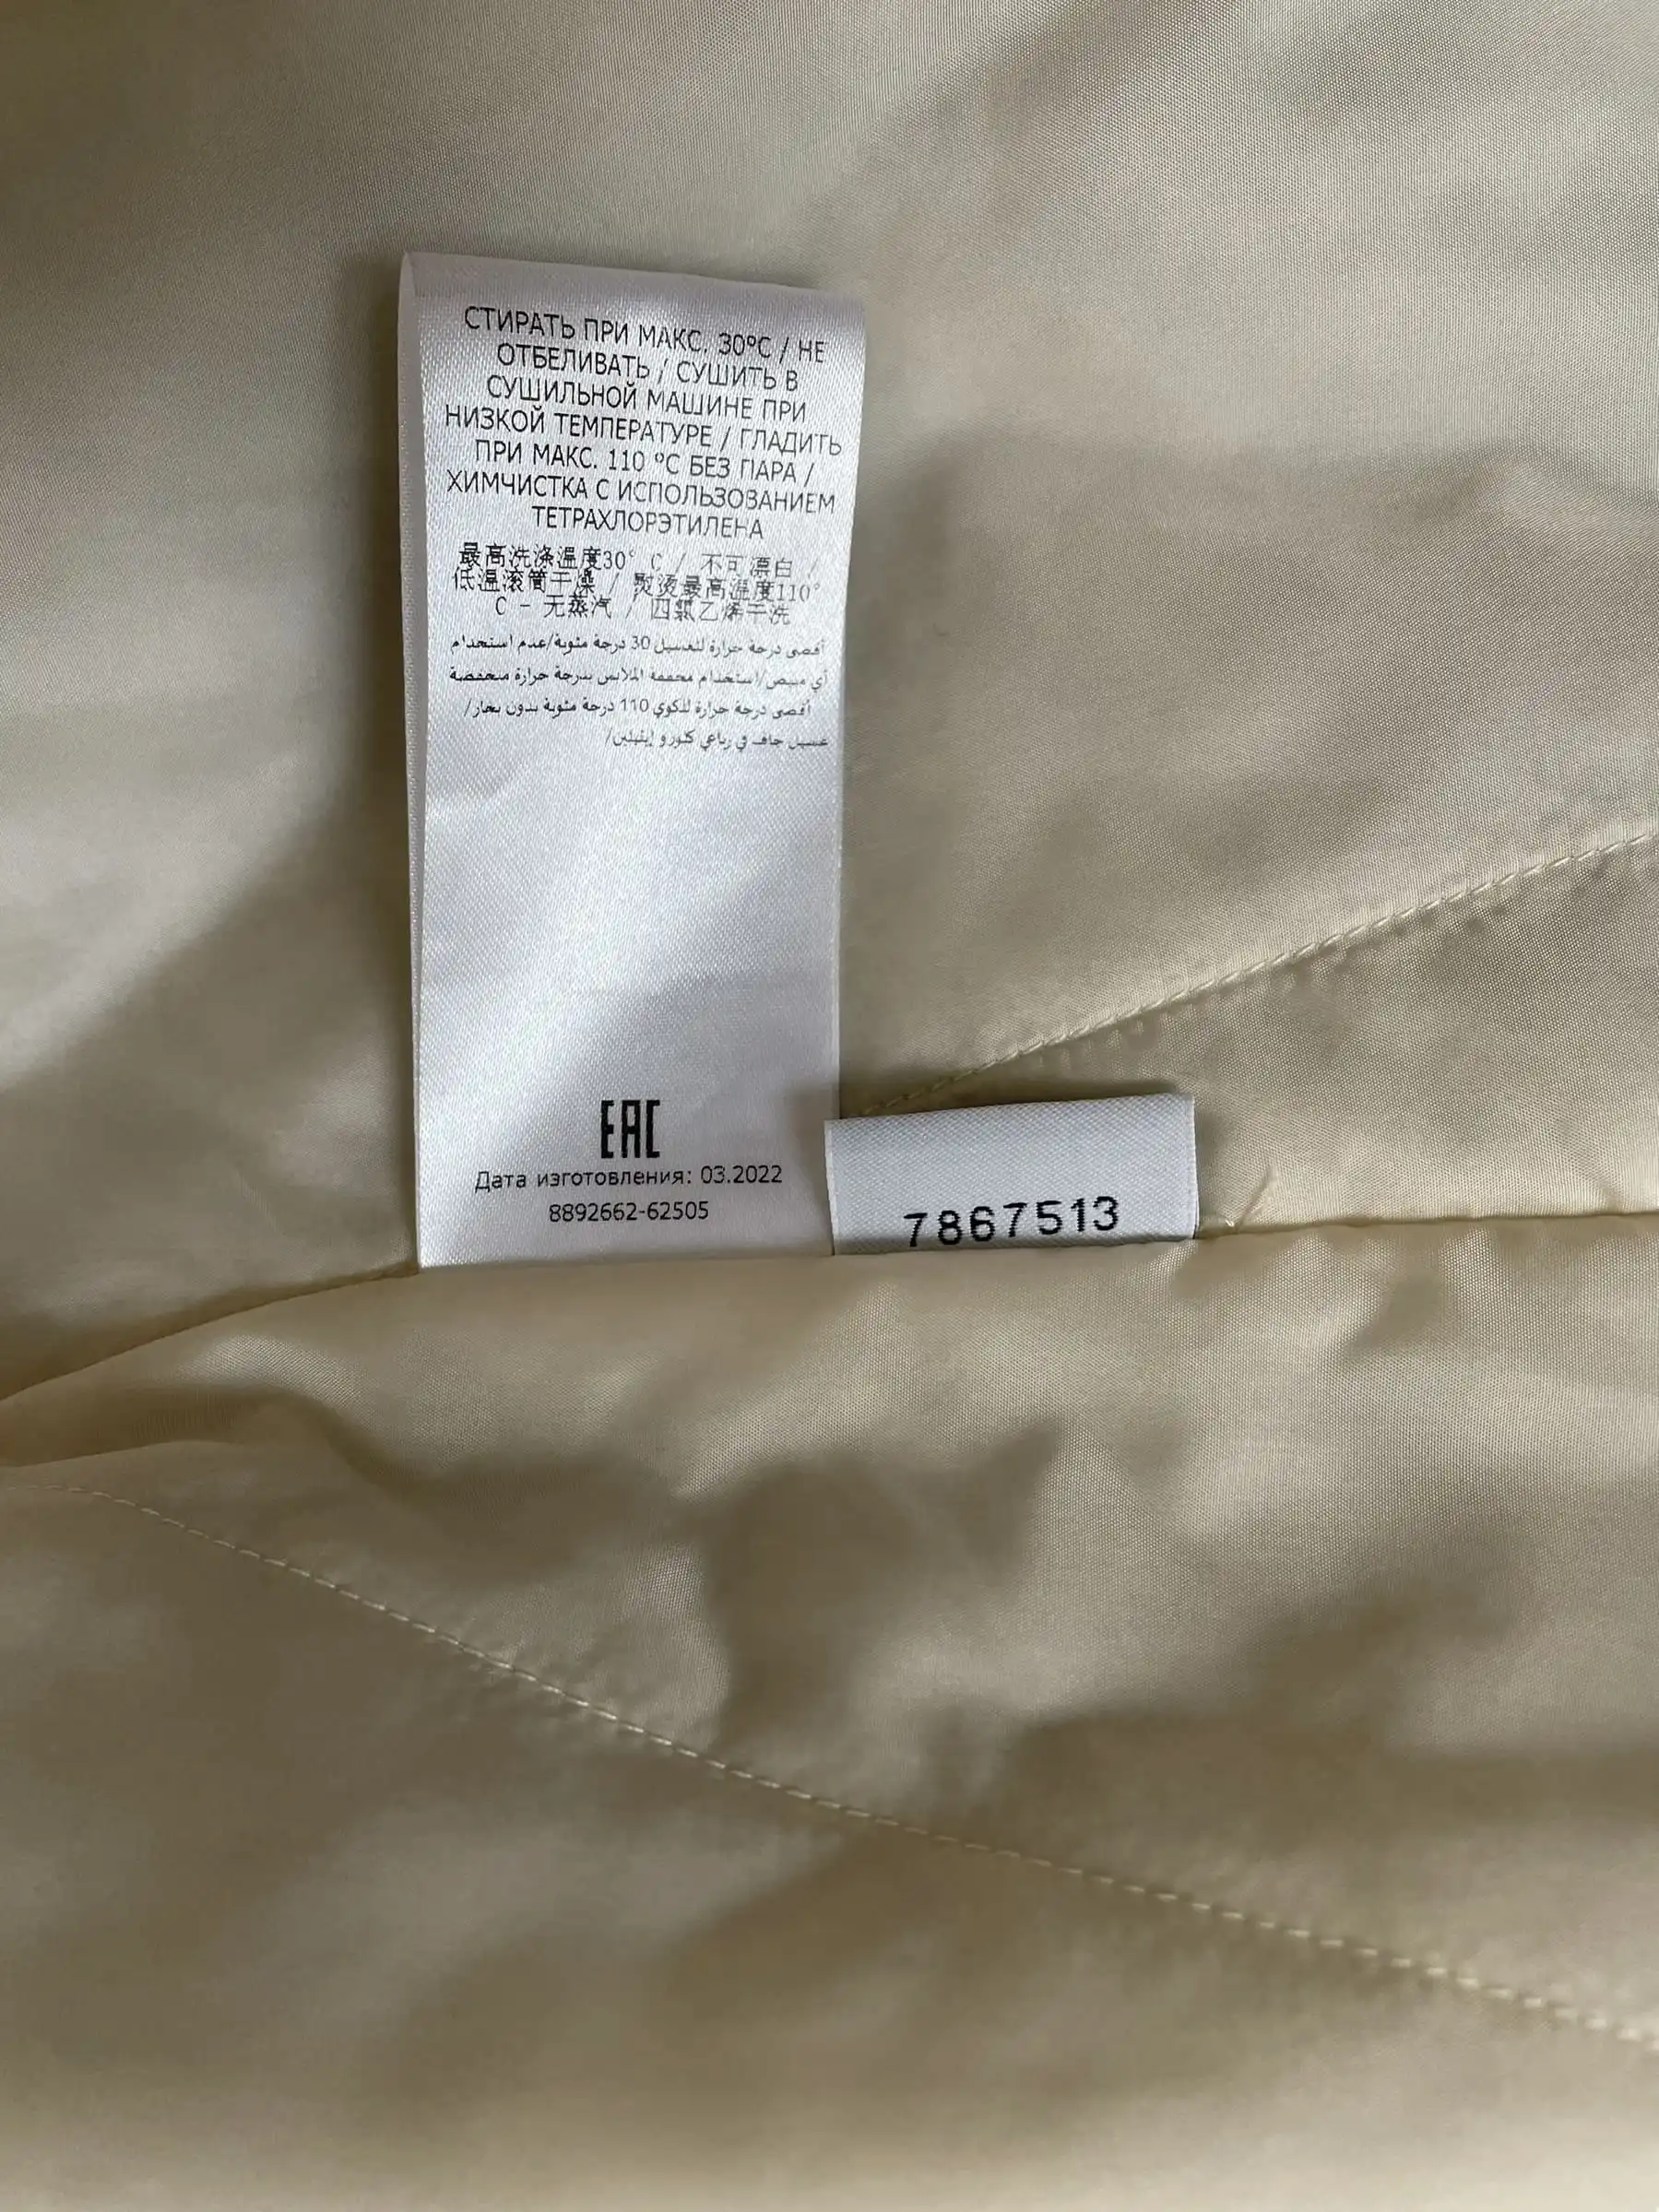 СТИРАТЬ ПРИ МАКС. 30°С / НЕ
ОТБЕЛИВАТЬ / СУШИТЬ В
СУШИЛЬНОЙ МАШИНЕ ПРИ
НИЗКОЙ ТЕМПЕРАТУРЕ / ГЛАДИТЬ
ПРИ МАКС. 110 °С БЕЗ ПАРА /
ХИМЧИСТКА С ИСПОЛЬЗОВАНИЕМ
ТЕТРАХЛОРЭТИЛЕНА
最高洗涤温度30° C / 不可漂白 /
低温滚筒干燥 / 熨烫最高温度110°
C - 无蒸汽 / 四氯乙烯干洗
أقصى درجة حرارة لتغسيل 30 درجة مئوية/عدم استخدام
أي مبيض/استخدام مجففة الملابس بدرجة حرارة منخفضة
أقصى درجة حرارة للكوي 110 درجة مئوية بدون بخار/
غسيل جاف في رباعي كلورو إيثيلين/
EAC
Дата изготовления: 03.2022
8892662-62505
7867513